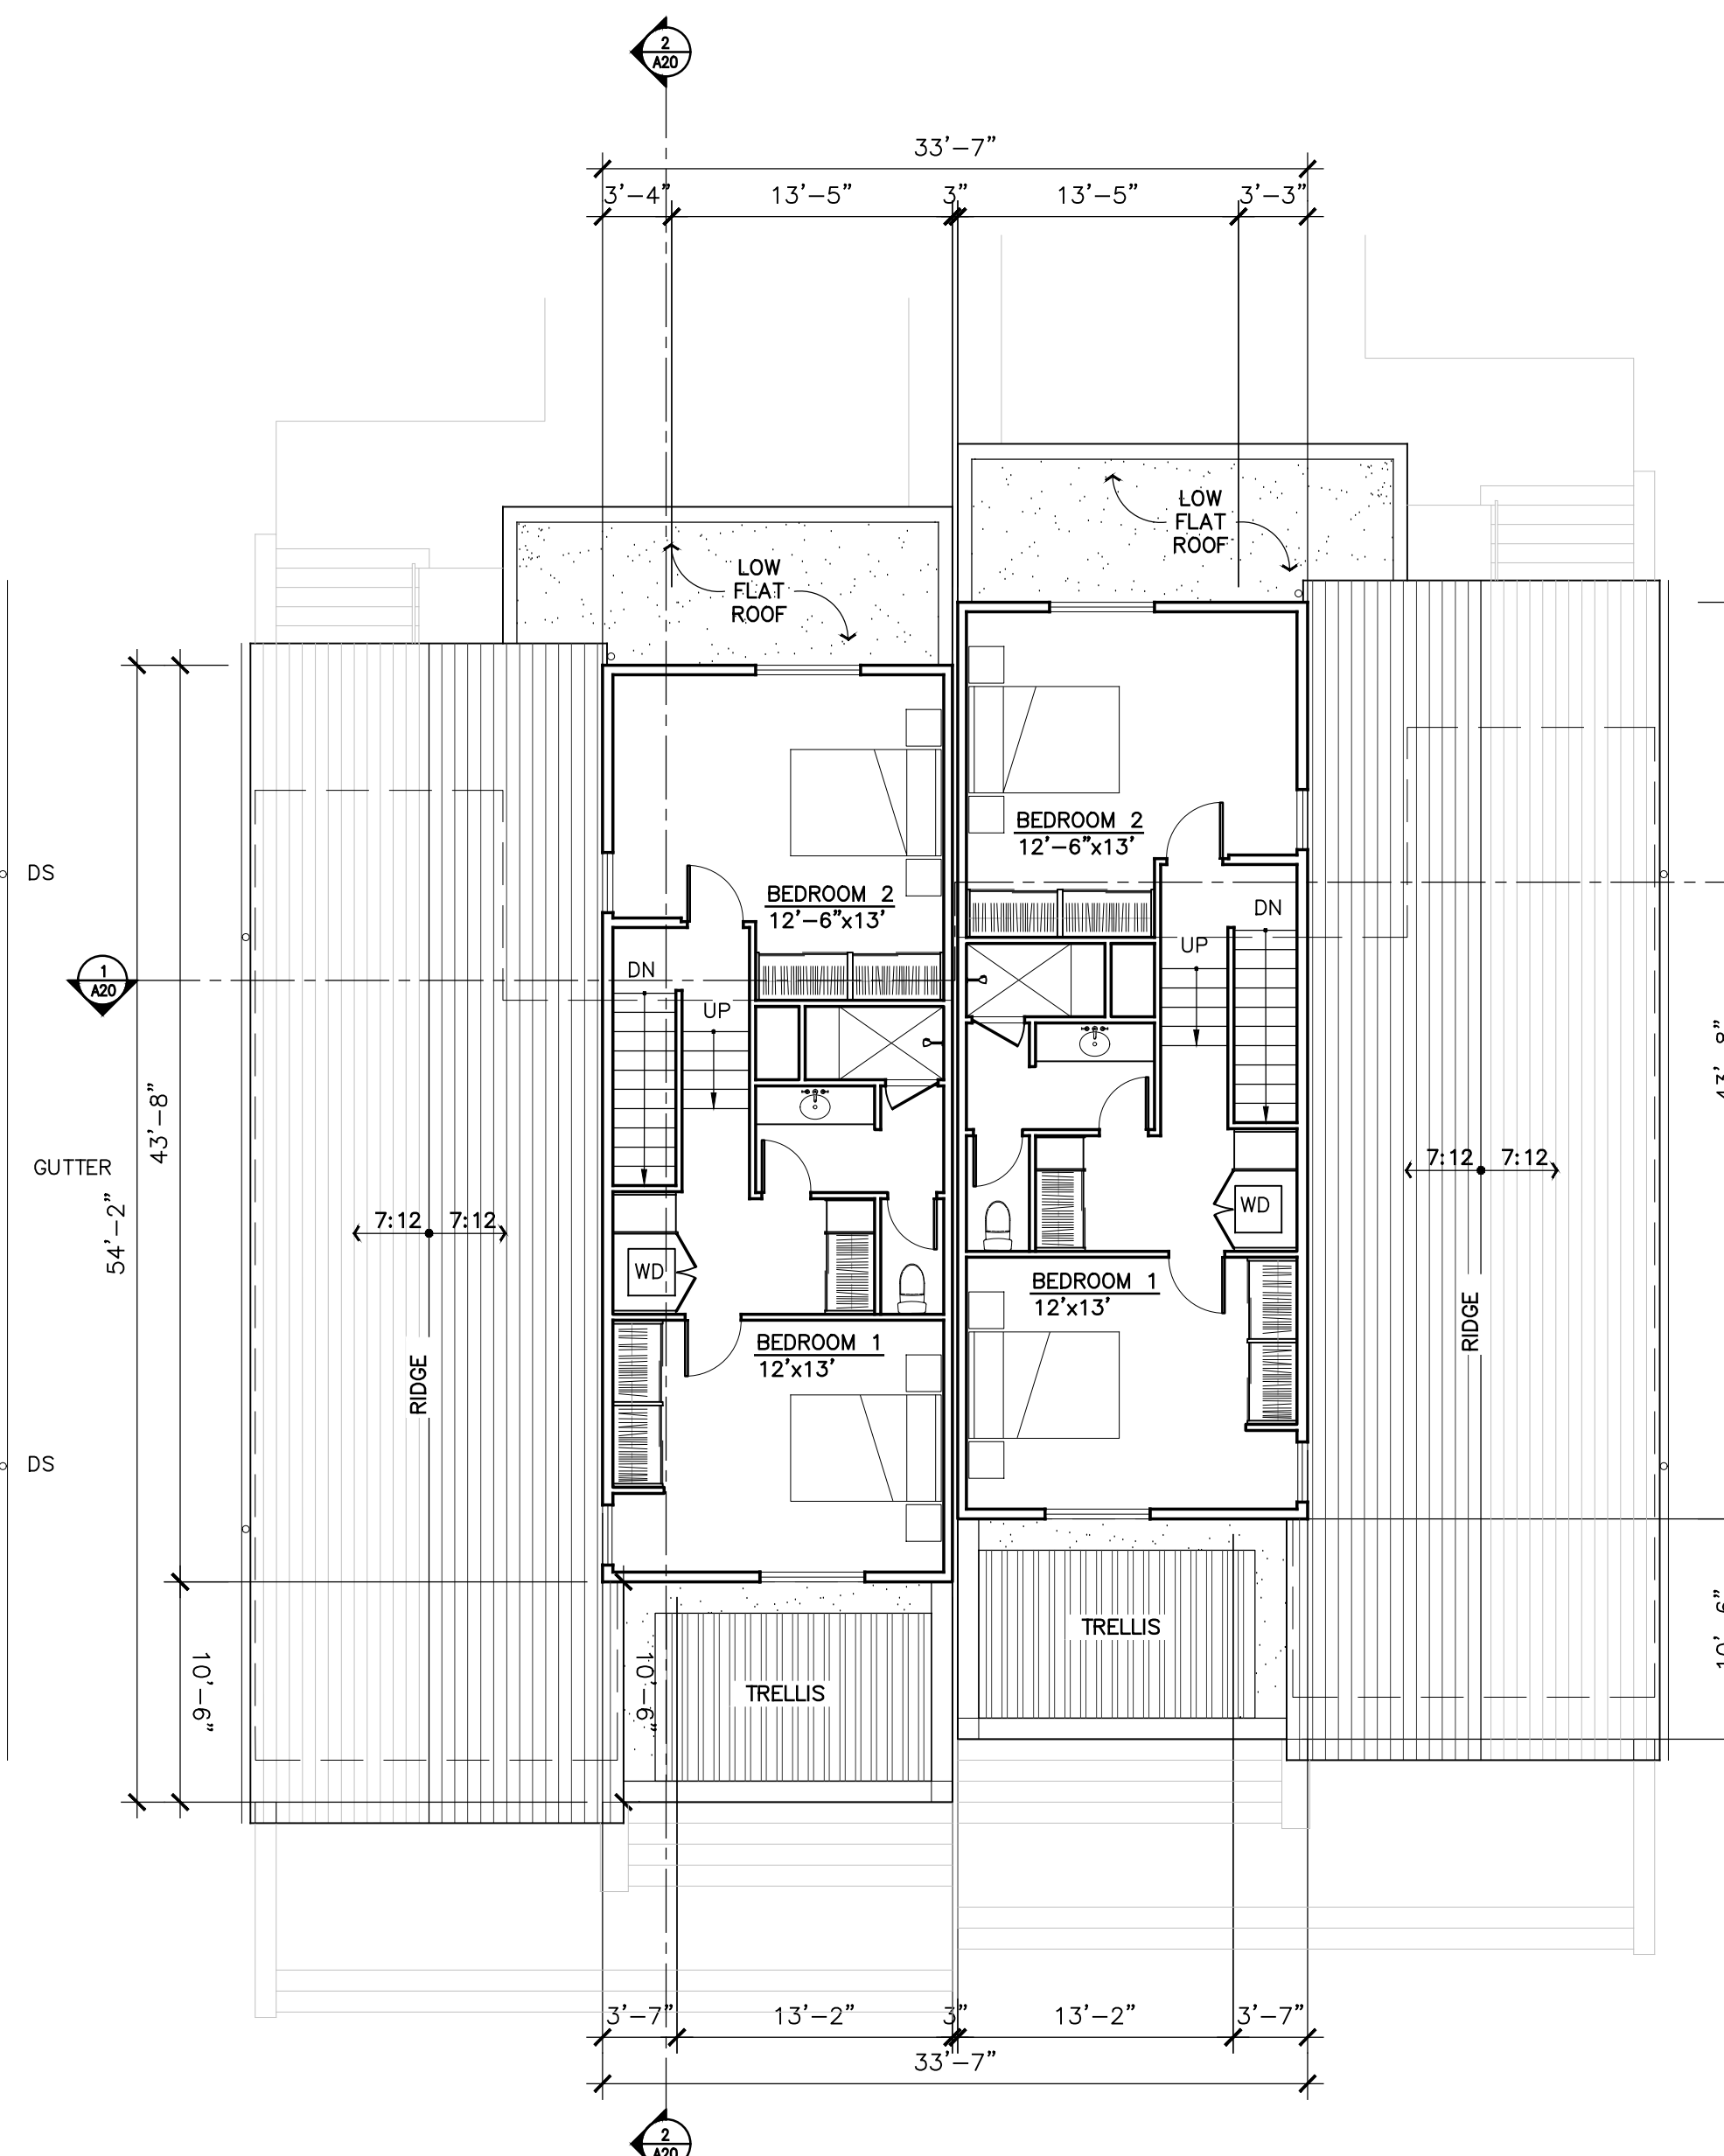 2
A20
33'-7"
3'-4"
13'-5"
3"
13'-5"
3'-3"
LOW
FLAT
ROOF
LOW
FLAT
ROOF
BEDROOM 2
12'-6"x13'
BEDROOM 2
12'-6"x13'
DS
DN
UP
DN
UP
1
A20
43'-8"
54'-2"
GUTTER
7:12
7:12
7:12
7:12
WD
WD
BEDROOM 1
12'x13'
BEDROOM 1
12'x13'
RIDGE
RIDGE
DS
10'-6"
10'-6"
TRELLIS
TRELLIS
3'-7"
13'-2"
3"
13'-2"
3'-7"
33'-7"
2
A20